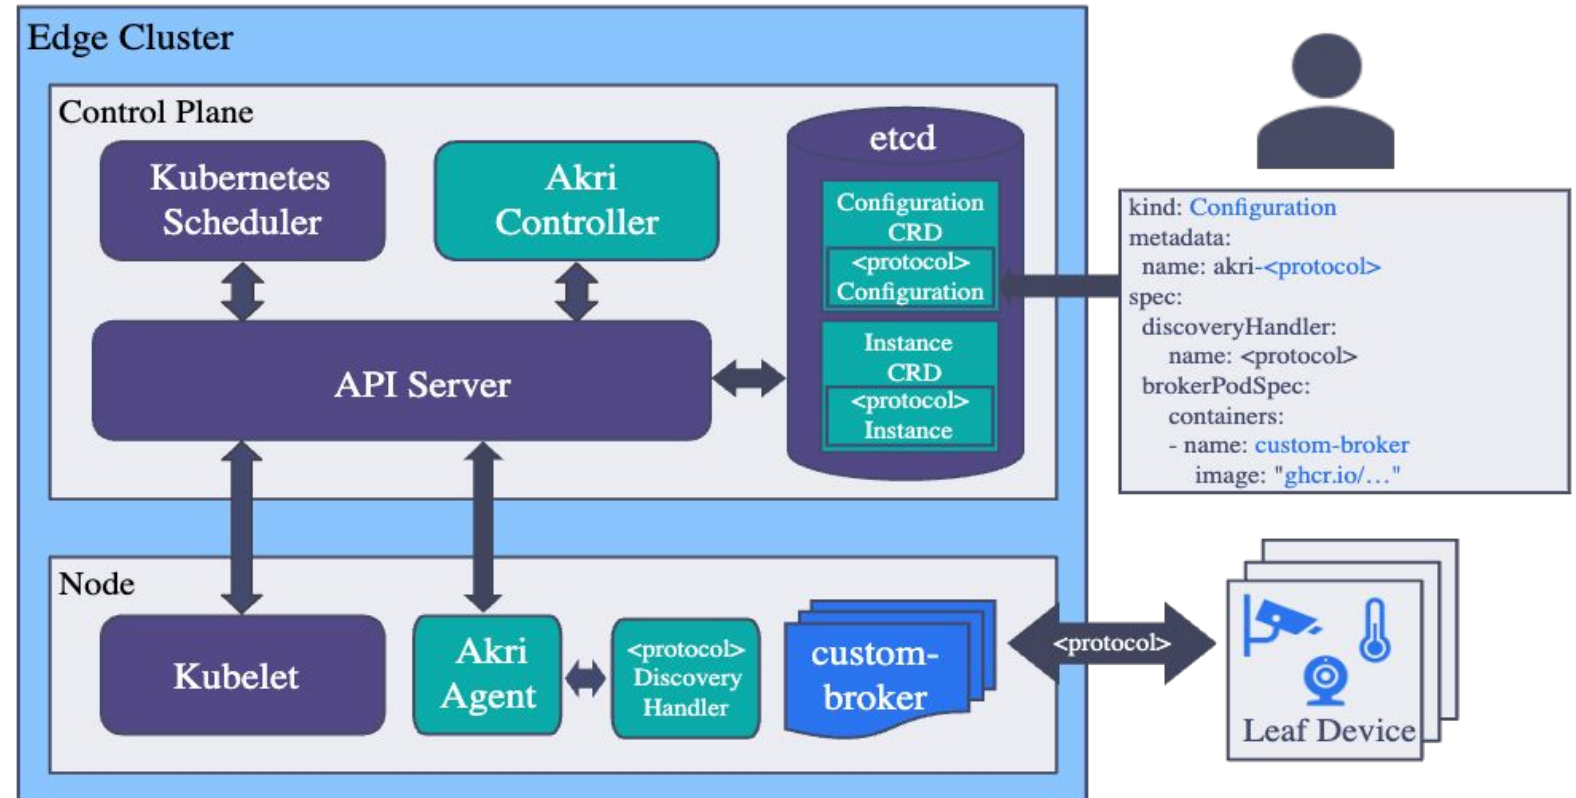 Edge Cluster
Control Plane
Kubernetes
Scheduler
Akri
Controller
etcd
Configuration
CRD
<protocol>
Configuration
Instance
CRD
<protocol>
Instance
API Server
kind: Configuration
metadata:
name: akri-<protocol>
spec:
discoveryHandler:
name: <protocol>
brokerPodSpec:
containers:
- name: custom-broker
image: "ghcr.io/…"
Node
Kubelet
Akri
Agent
<protocol>
Discovery
Handler
custom-
broker
<protocol>
Leaf Device